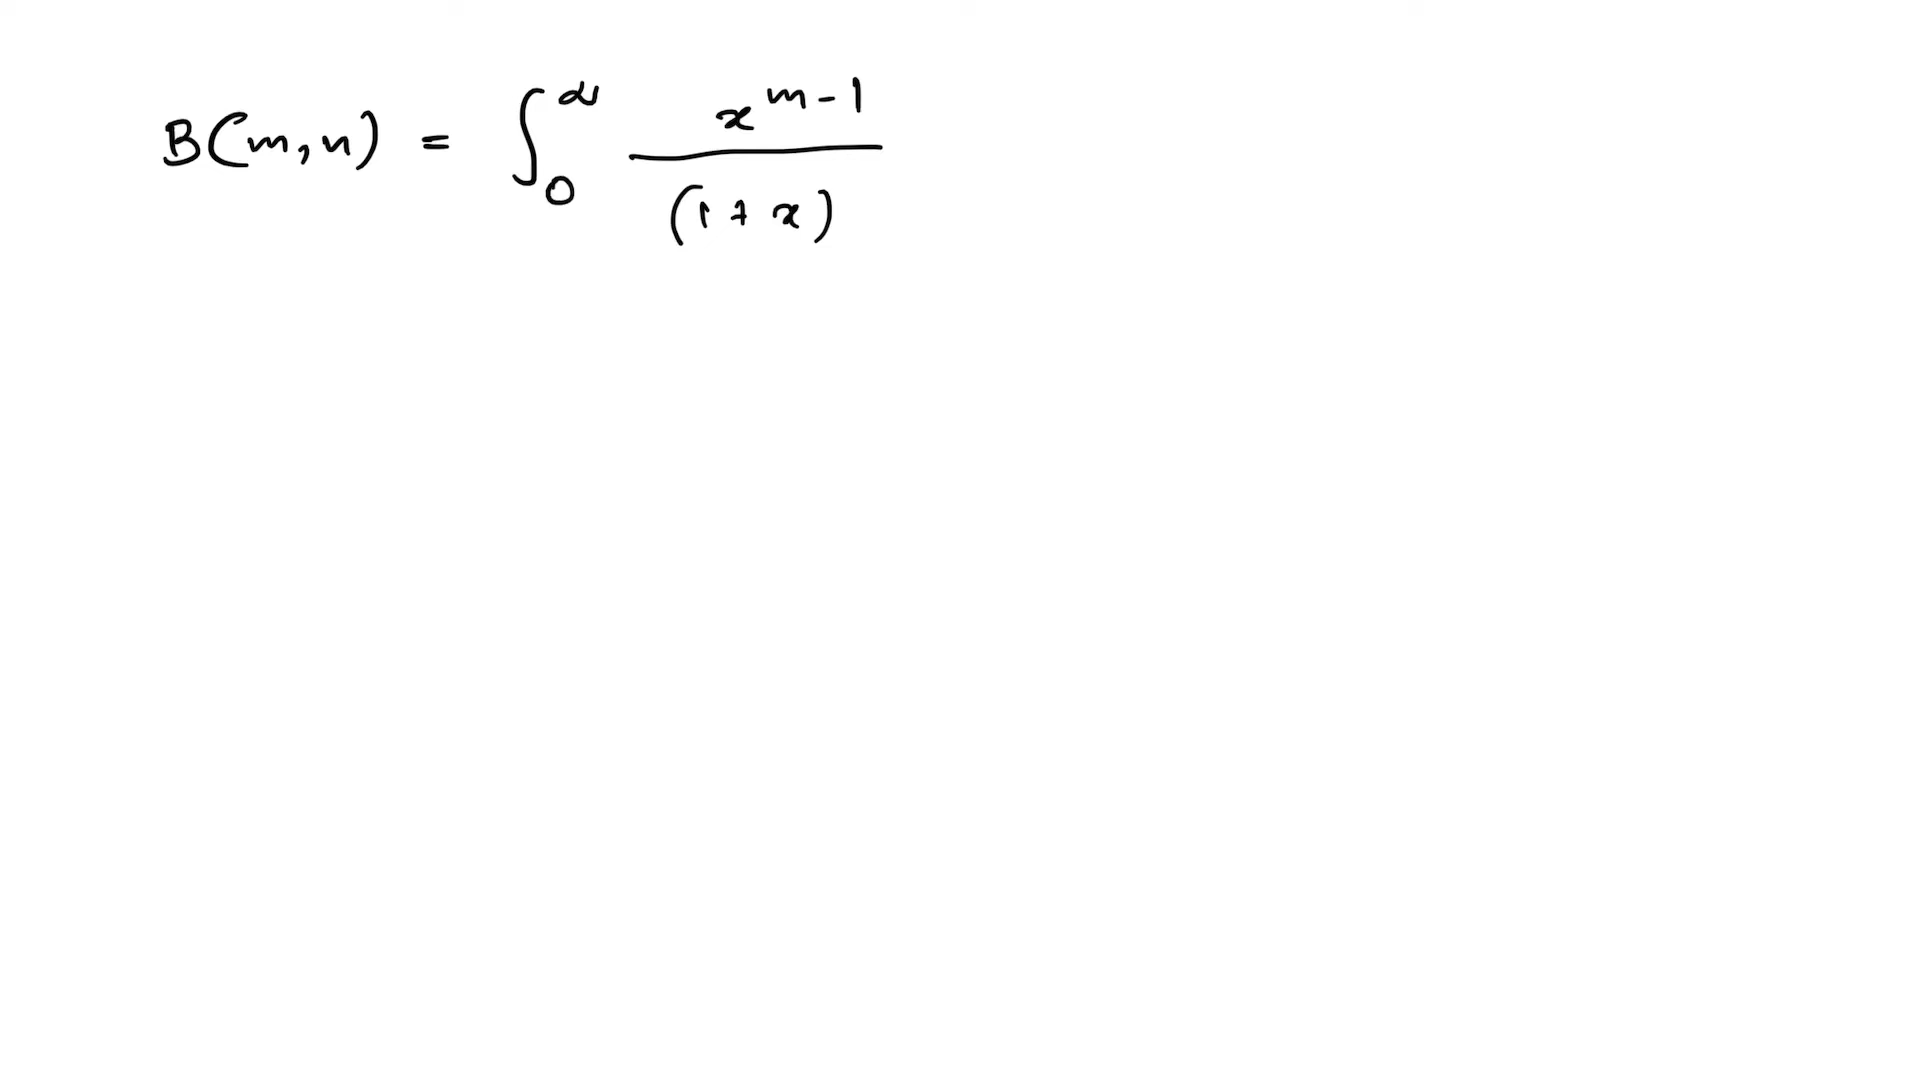 B(m,n) = ∫₀^∞ x^(m-1) / (1+x)